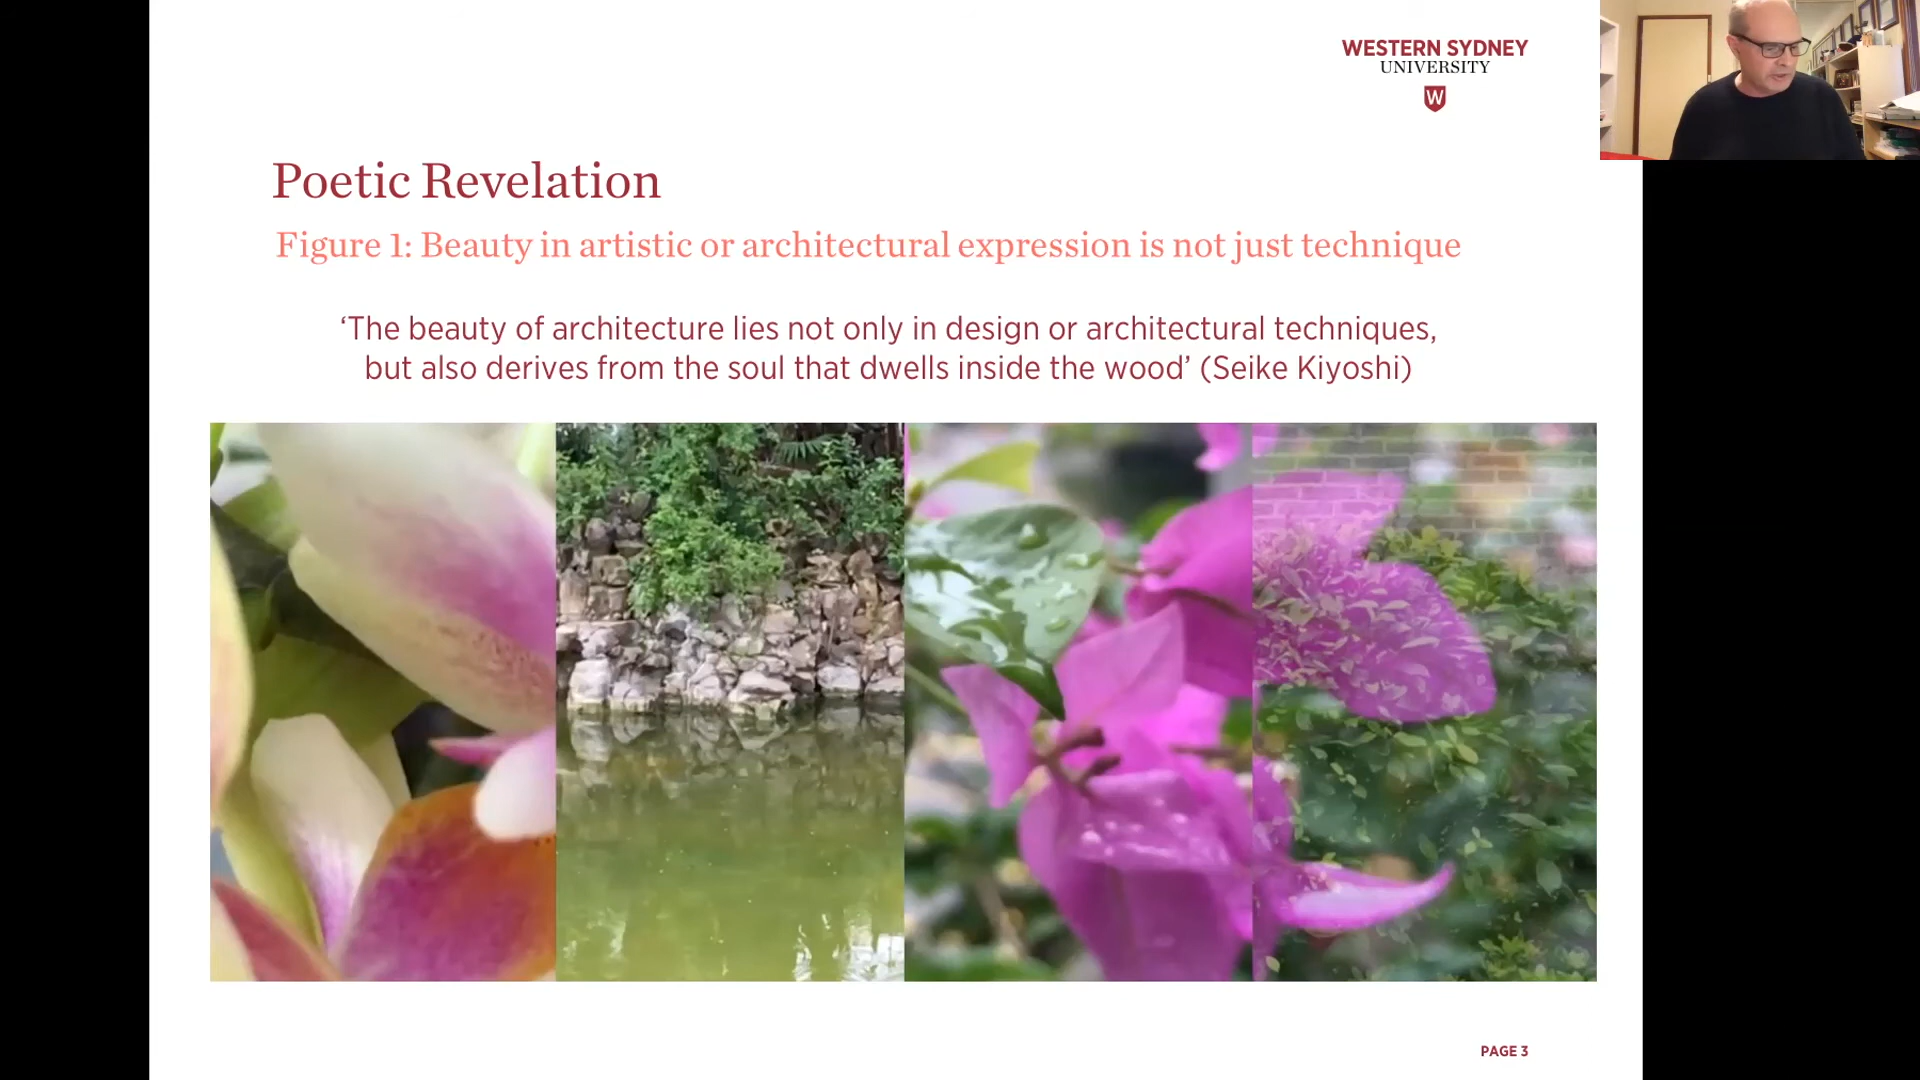 WESTERN SYDNEY
UNIVERSITY
W
Poetic Revelation
Figure 1: Beauty in artistic or architectural expression is not just technique
‘The beauty of architecture lies not only in design or architectural techniques,
but also derives from the soul that dwells inside the wood’ (Seike Kiyoshi)
PAGE 3